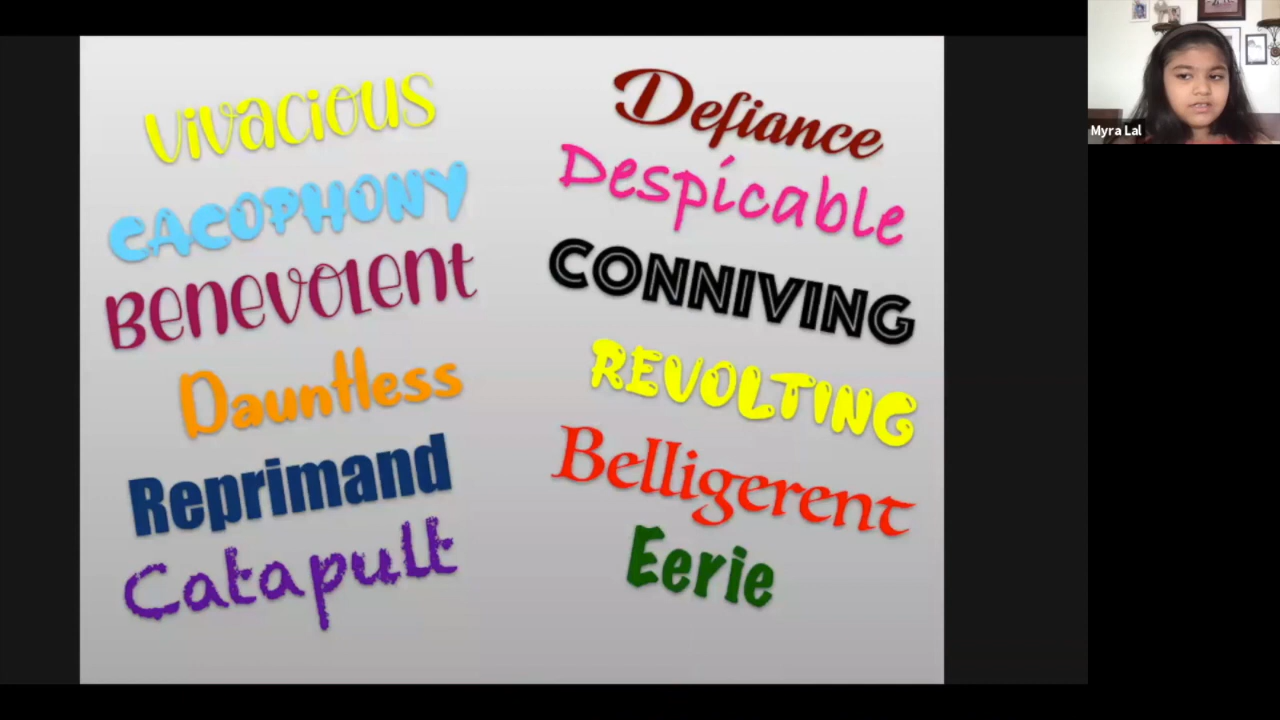 Vivacious
CACOPHONY
Benevolent
Dauntless
Reprimand
Catapult
Defiance
Despicable
CONNIVING
REVOLTING
Belligerent
Eerie
Myra Lal